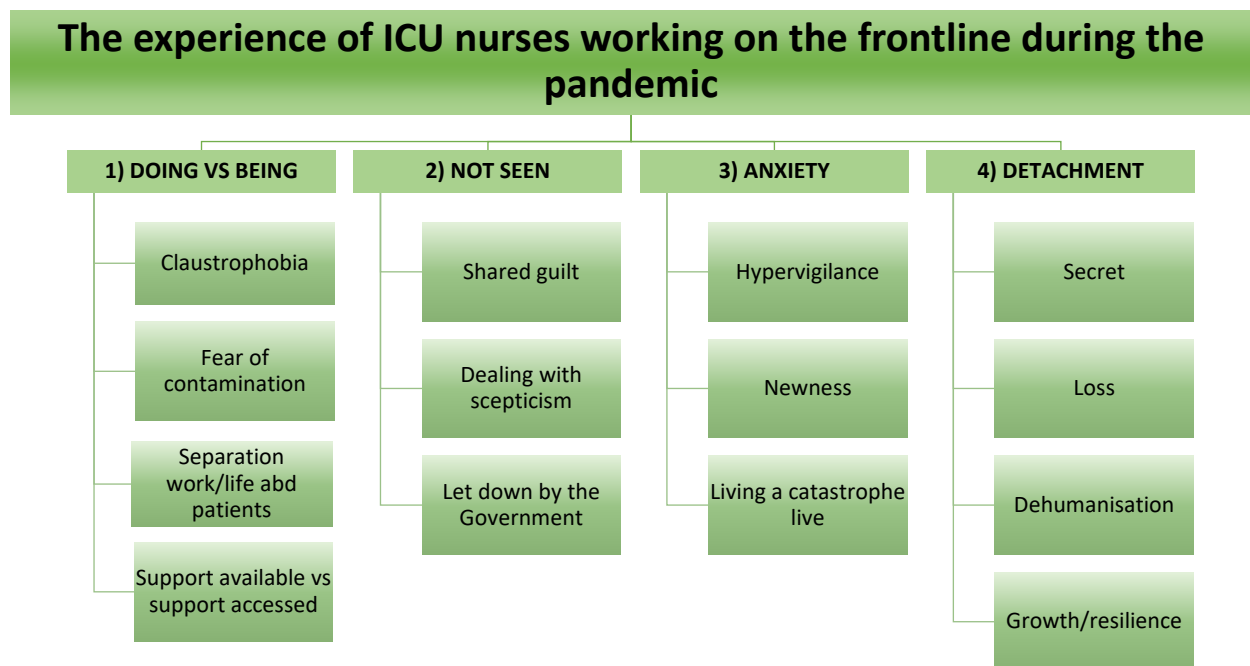 The experience of ICU nurses working on the frontline during the
pandemic
1) DOING VS BEING
Claustrophobia
Fear of
contamination
Separation
work/life abd
patients
Support available vs
support accessed
2) NOT SEEN
Shared guilt
Dealing with
scepticism
Let down by the
Government
3) ANXIETY
Hypervigilance
Newness
Living a catastrophe
live
4) DETACHMENT
Secret
Loss
Dehumanisation
Growth/resilience